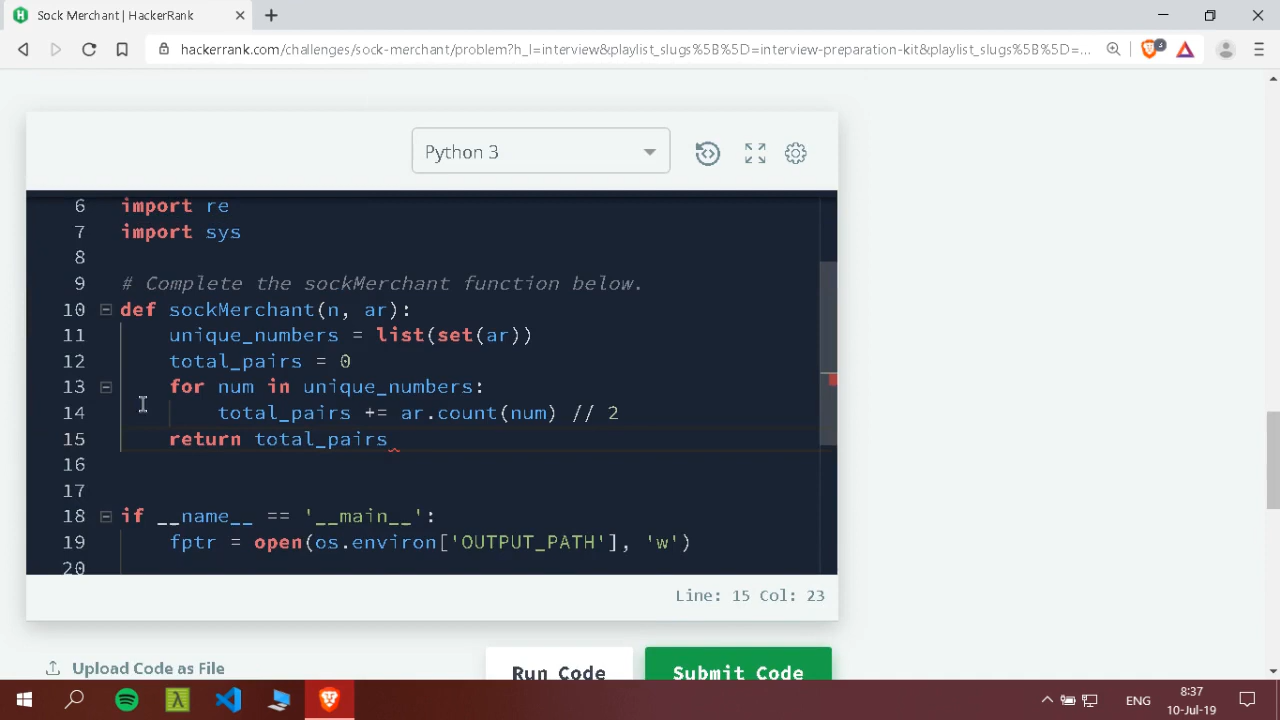 Sock Merchant | HackerRank
hackerrank.com/challenges/sock-merchant/problem?h_l=interview&playlist_slugs%5B%5D=interview-preparation-kit&playlist_slugs%5B%5D=...
3
Python 3
6 import re
7 import sys
8
9 # Complete the sockMerchant function below.
10 def sockMerchant(n, ar):
11 unique_numbers = list(set(ar))
12 total_pairs = 0
13 for num in unique_numbers:
14 total_pairs += ar.count(num) // 2
15 return total_pairs
16
17
18 if __name__ == '__main__':
19 fptr = open(os.environ['OUTPUT_PATH'], 'w')
20
Line: 15 Col: 23
Upload Code as File
Run Code
Submit Code
ENG
8:37
10-Jul-19